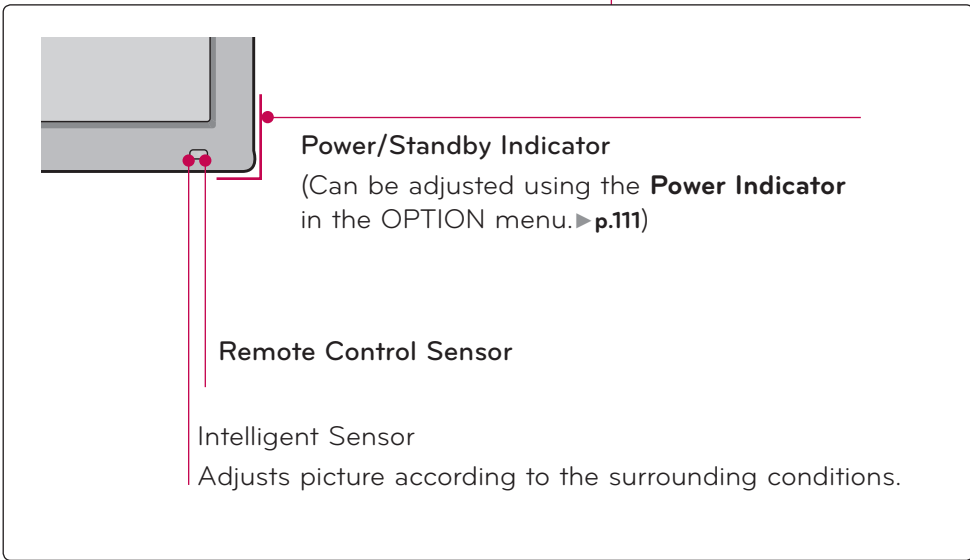 Power/Standby Indicator
(Can be adjusted using the Power Indicator
in the OPTION menu.►p.111)
Remote Control Sensor
Intelligent Sensor
Adjusts picture according to the surrounding conditions.